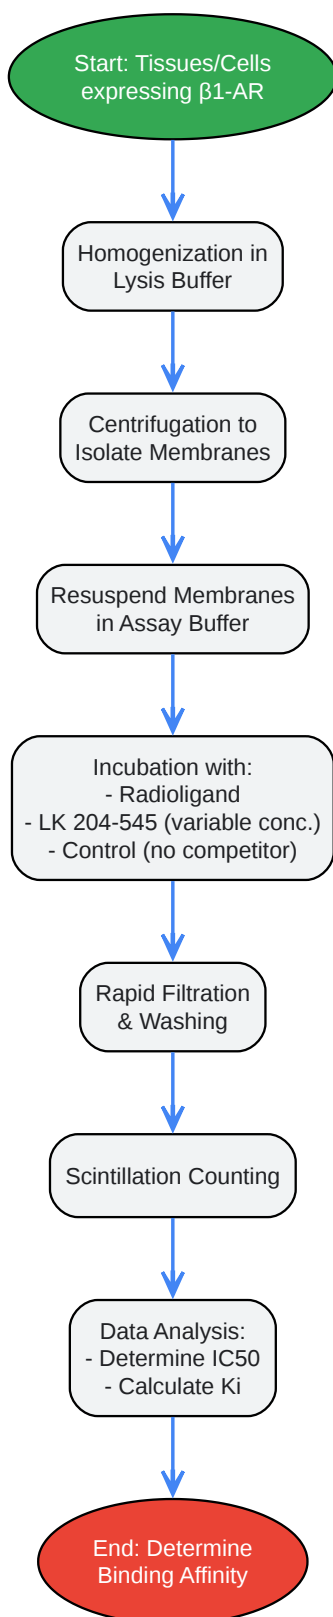 Start: Tissues/Cells
expressing β1-AR
Homogenization in
Lysis Buffer
Centrifugation to
Isolate Membranes
Resuspend Membranes
in Assay Buffer
Incubation with:
- Radioligand
- LK 204-545 (variable conc.)
- Control (no competitor)
Rapid Filtration
& Washing
Scintillation Counting
Data Analysis:
- Determine IC50
- Calculate Ki
End: Determine
Binding Affinity